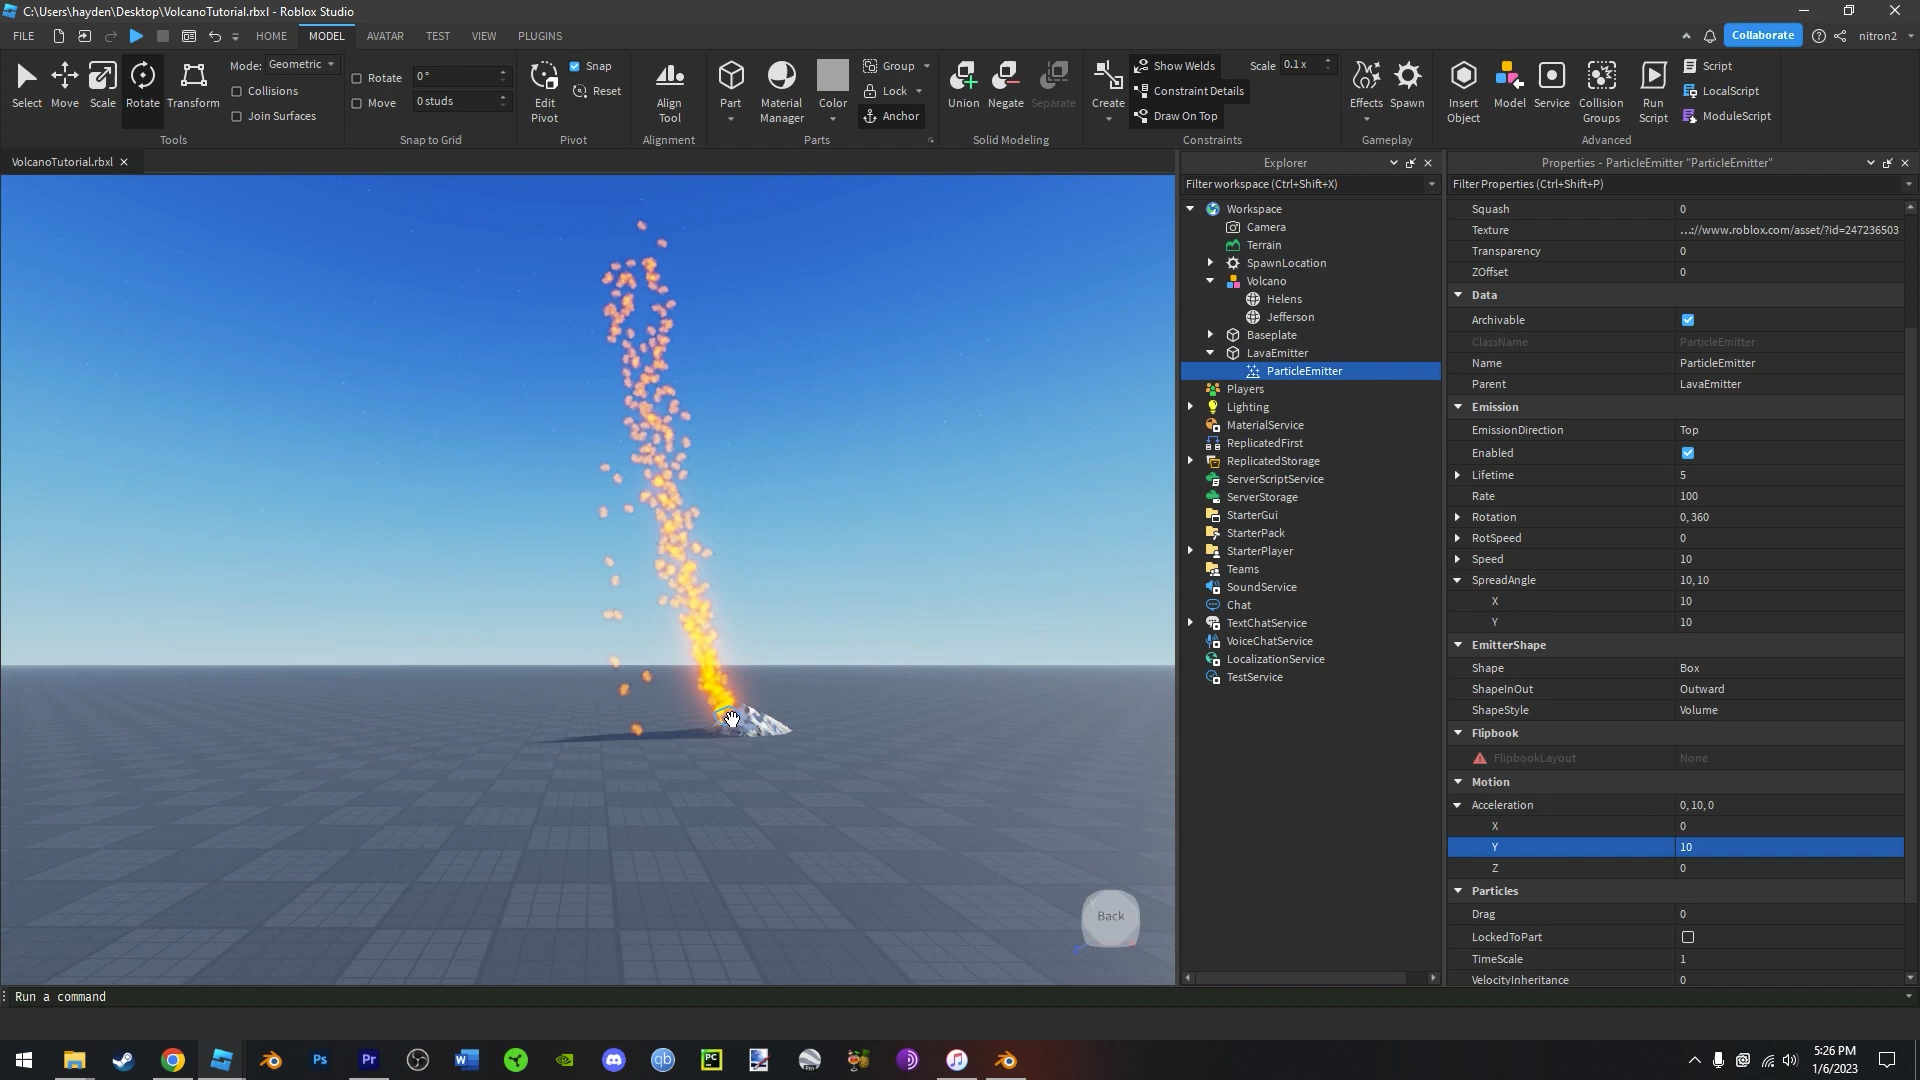 C:\Users\hayden\Desktop\VolcanoTutorial.rbxl - Roblox Studio
FILE HOME MODEL AVATAR TEST VIEW PLUGINS Collaborate nitron2
Select Move Scale Rotate Transform
Mode: Geometric
Collisions
Join Surfaces
Tools
Rotate 0°
Move 0 studs
Snap to Grid
Edit Pivot
Snap
Reset
Pivot
Align Tool
Alignment
Part
Material Manager
Color
Group
Lock
Anchor
Parts
Union Negate Separate
Solid Modeling
Create
Show Welds
Constraint Details
Draw On Top
Scale 0.1 x
Constraints
Effects Spawn
Gameplay
Insert Object
Model
Service
Collision Groups
Run Script
Script
LocalScript
ModuleScript
Advanced
VolcanoTutorial.rbxl
Back
Explorer
Filter workspace (Ctrl+Shift+X)
Workspace
Camera
Terrain
SpawnLocation
Volcano
Helens
Jefferson
Baseplate
LavaEmitter
ParticleEmitter
Players
Lighting
MaterialService
ReplicatedFirst
ReplicatedStorage
ServerScriptService
ServerStorage
StarterGui
StarterPack
StarterPlayer
Teams
SoundService
Chat
TextChatService
VoiceChatService
LocalizationService
TestService
Properties - ParticleEmitter "ParticleEmitter"
Filter Properties (Ctrl+Shift+P)
Squash 0
Texture ...://www.roblox.com/asset/?id=247236503
Transparency 0
ZOffset 0
Data
Archivable
ClassName ParticleEmitter
Name ParticleEmitter
Parent LavaEmitter
Emission
EmissionDirection Top
Enabled
Lifetime 5
Rate 100
Rotation 0, 360
RotSpeed 0
Speed 10
SpreadAngle 10, 10
X 10
Y 10
EmitterShape
Shape Box
ShapeInOut Outward
ShapeStyle Volume
Flipbook
FlipbookLayout None
Motion
Acceleration 0, 10, 0
X 0
Y 10
Z 0
Particles
Drag 0
LockedToPart
TimeScale 1
VelocityInheritance 0
Run a command
Ps Pr W qb PC Pro
5:26 PM
1/6/2023